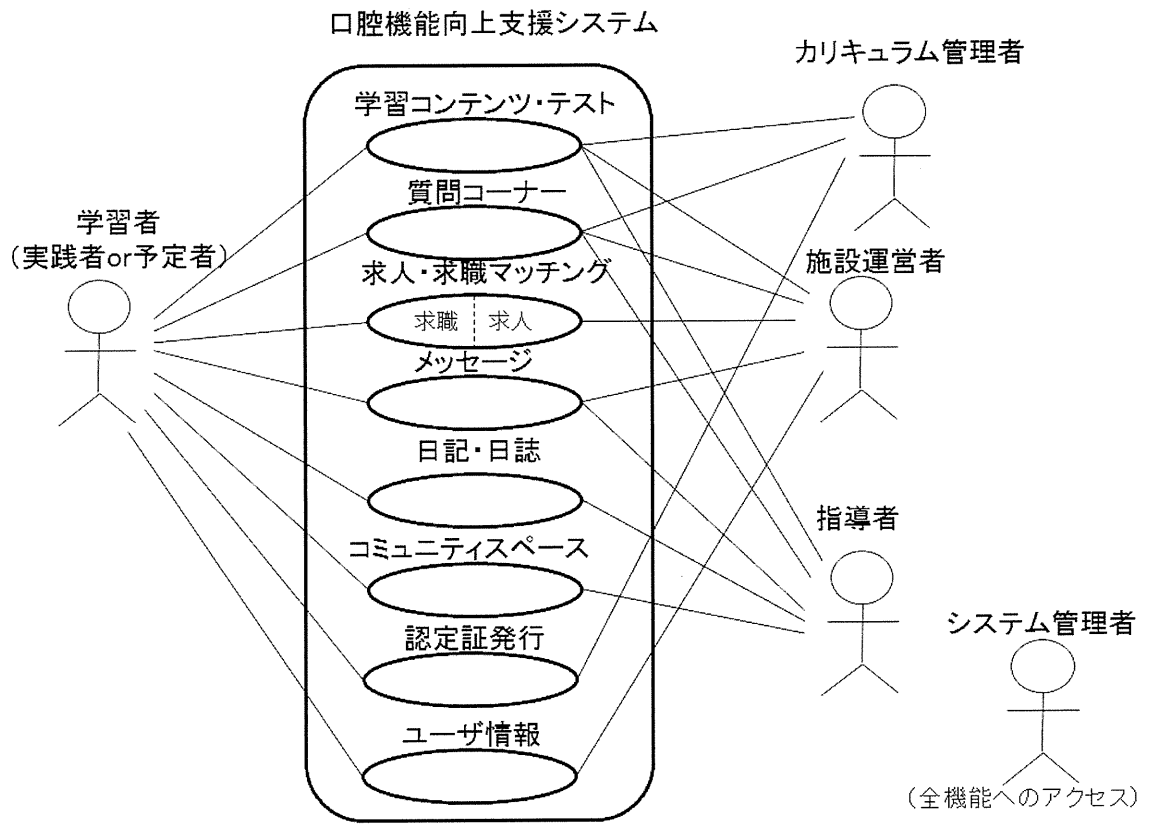 口腔機能向上支援システム
カリキュラム管理者
学習コンテンツ・テスト
質問コーナー
学習者
(実践者or予定者)
求人・求職マッチング
施設運営者
求職 求人
メッセージ
日記・日誌
指導者
コミュニティスペース
システム管理者
認定証発行
ユーザ情報
(全機能へのアクセス)